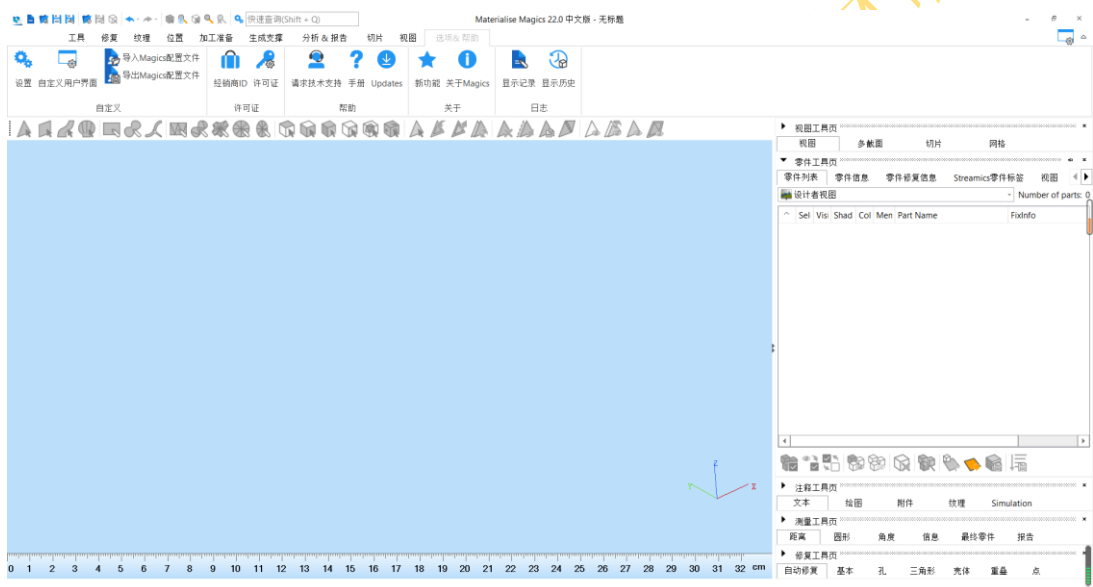 快速查询(Shift + Q) Materialise Magics 22.0 中文版 - 无标题
工具 修复 纹理 位置 加工准备 生成支撑 分析 & 报告 切片 视图 选项& 帮助
导入Magics配置文件
导出Magics配置文件
设置 自定义用户界面 经销商ID 许可证 请求技术支持 手册 Updates 新功能 关于Magics 显示记录 显示历史
自定义 许可证 帮助 关于 日志
视图工具页
视图 多截面 切片 网格
零件工具页
零件列表 零件信息 零件修复信息 Streamics零件标签 视图
设计者视图 Number of parts: 0
Sel Visi Shad Col Men Part Name FixInfo
Z
Y X
注释工具页
文本 绘图 附件 纹理 Simulation
测量工具页
距离 圆形 角度 信息 最终零件 报告
修复工具页
自动修复 基本 孔 三角形 壳体 重叠 点
0 1 2 3 4 5 6 7 8 9 10 11 12 13 14 15 16 17 18 19 20 21 22 23 24 25 26 27 28 29 30 31 32 cm